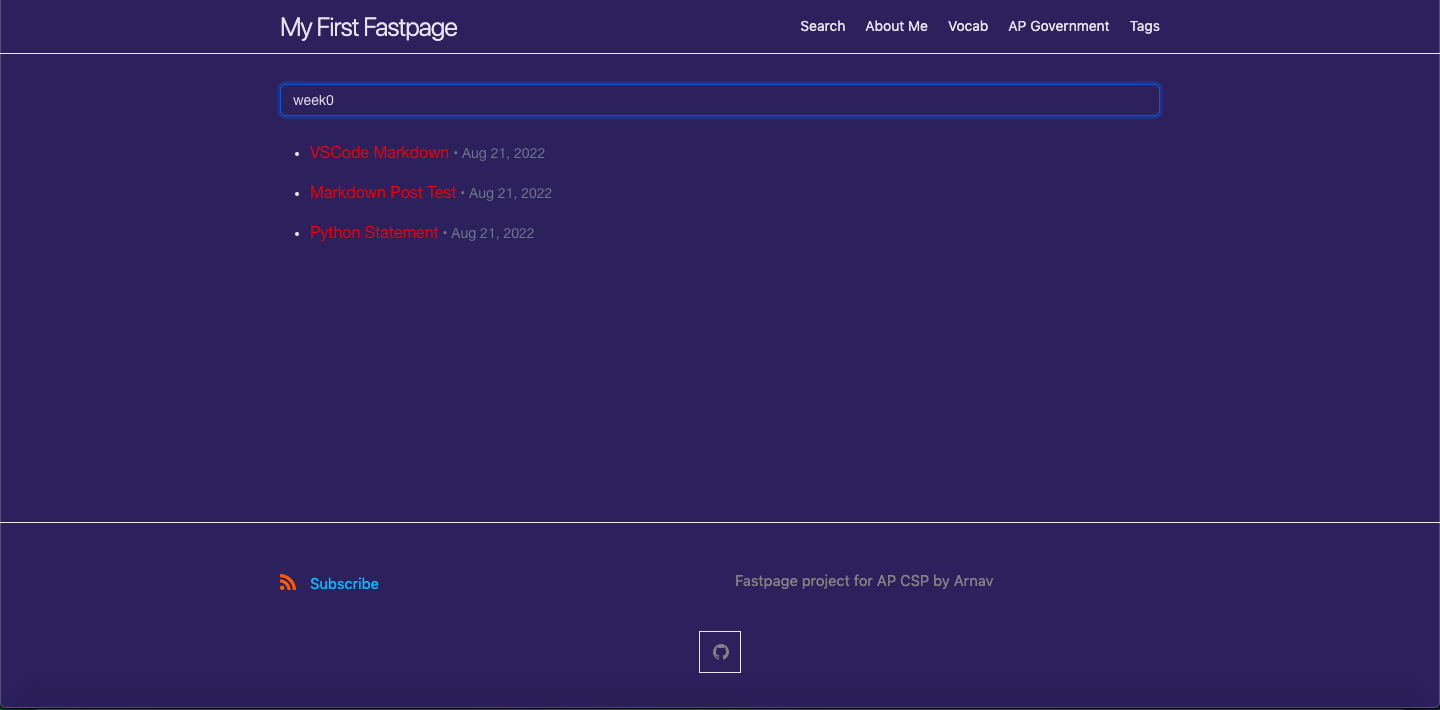 My First Fastpage
Search About Me Vocab AP Government Tags
week0
VSCode Markdown • Aug 21, 2022
Markdown Post Test • Aug 21, 2022
Python Statement • Aug 21, 2022
Subscribe
Fastpage project for AP CSP by Arnav